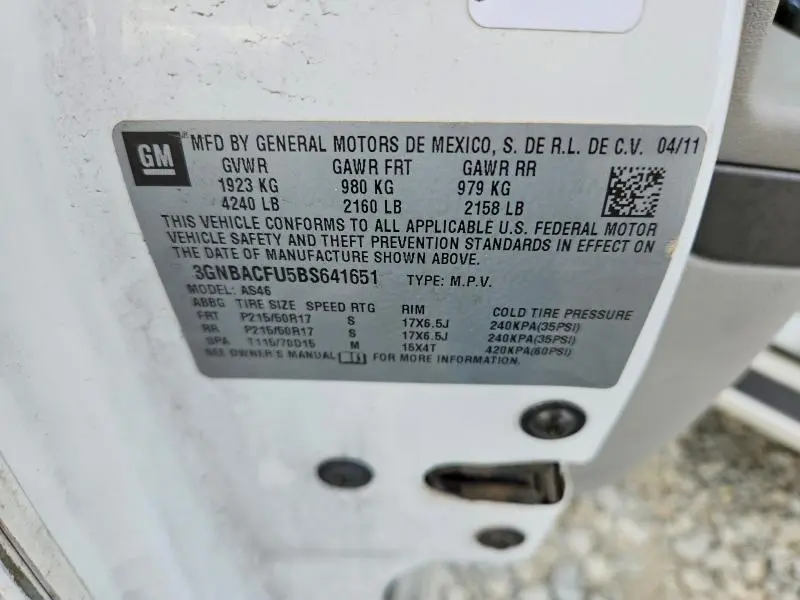 GM
MFD BY GENERAL MOTORS DE MEXICO, S. DE R.L. DE C.V. 04/11
GVWR GAWR FRT GAWR RR
1923 KG 980 KG 979 KG
4240 LB 2160 LB 2158 LB
THIS VEHICLE CONFORMS TO ALL APPLICABLE U.S. FEDERAL MOTOR
VEHICLE SAFETY AND THEFT PREVENTION STANDARDS IN EFFECT ON
THE DATE OF MANUFACTURE SHOWN ABOVE.
3GNBACFU5BS641651 TYPE: M.P.V.
MODEL: AS46
ABBG TIRE SIZE SPEED RTG RIM COLD TIRE PRESSURE
FRT P215/60R17 S 17X6.5J 240KPA(35PSI)
RR P215/60R17 S 17X6.5J 240KPA(35PSI)
SPA T115/70D15 M 15X4T 420KPA(60PSI)
SEE OWNER'S MANUAL FOR MORE INFORMATION.